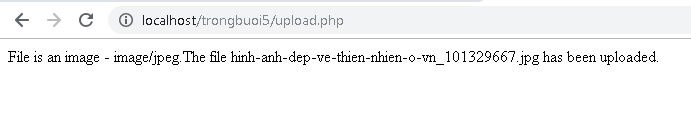 localhost/trongbuoi5/upload.php
File is an image - image/jpeg.The file hinh-anh-dep-ve-thien-nhien-o-vn_101329667.jpg has been uploaded.